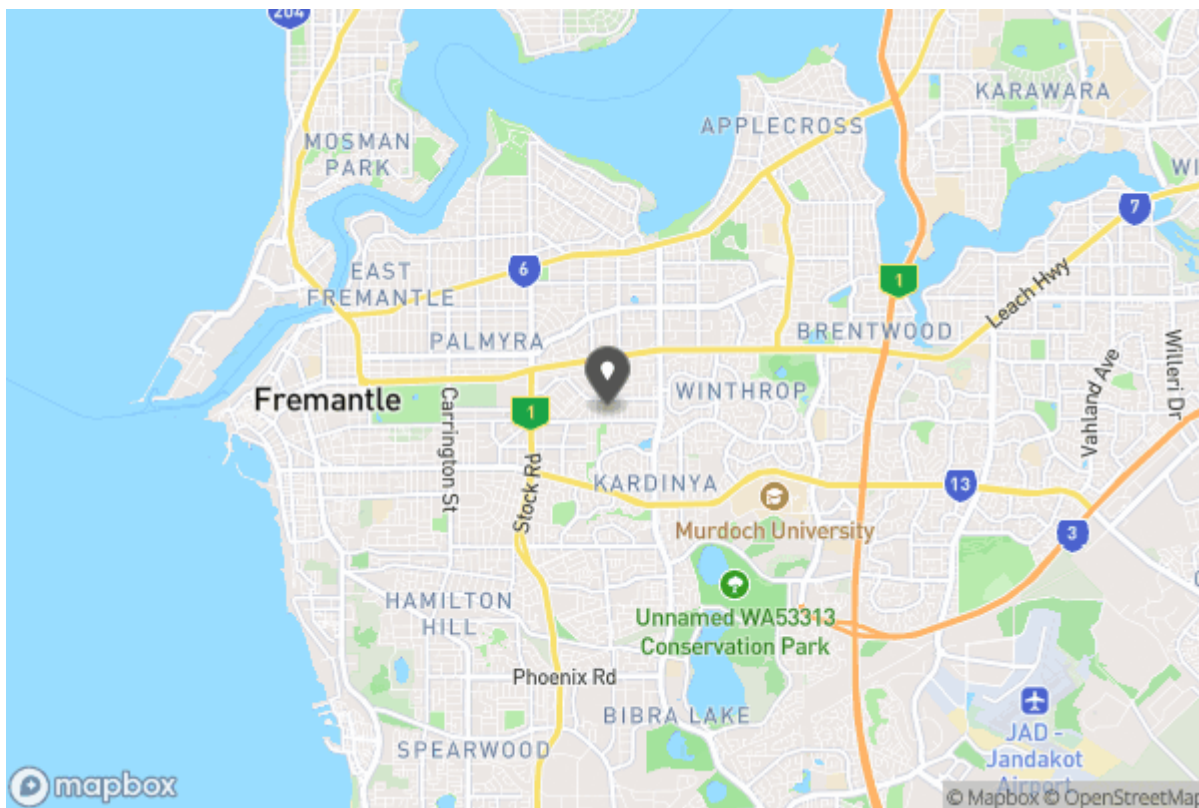 204
KARAWARA
APPLECROSS
MOSMAN
PARK
WI
7
EAST
FREMANTLE
6
1
Leach Hwy
BRENTWOOD
PALMYRA
Willeri Dr
Vahland Ave
WINTHROP
Fremantle
1
Carrington St
Stock Rd
KARDINYA
13
Murdoch University
3
Unnamed WA53313
Conservation Park
HAMILTON
HILL
Phoenix Rd
BIBRA LAKE
JAD -
Jandakot
Airport
SPEARWOOD
mapbox
© Mapbox © OpenStreetMap